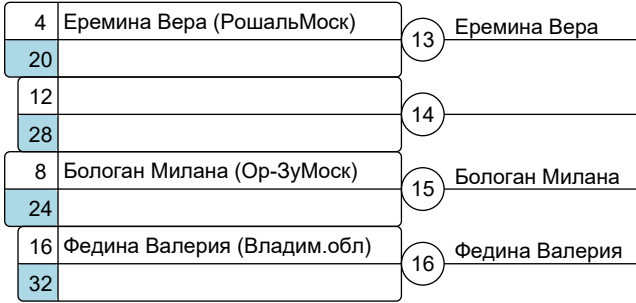 4 Еремина Вера (РошальМоск)
13 Еремина Вера
20
12
14
28
8 Бологан Милана (Ор-ЗуМоск)
15 Бологан Милана
24
16 Федина Валерия (Владим.обл)
16 Федина Валерия
32